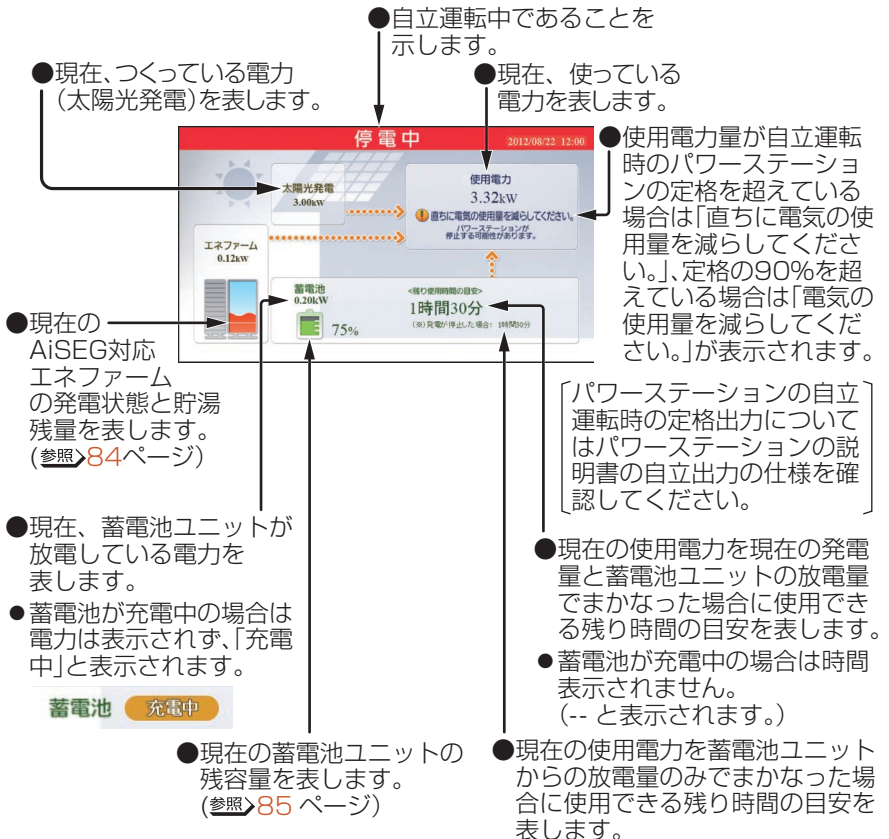 ●自立運転中であることを
示します。
●現在、つくっている電力
(太陽光発電)を表します。
●現在、使っている
電力を表します。
停電中
2012/08/22 12:00
太陽光発電
3.00kW
使用電力
3.32kW
直ちに電気の使用量を減らしてください。
パワーステーションが
停止する可能性があります。
エネファーム
0.12kW
蓄電池
0.20kW
75%
<残り使用時間の目安>
1時間30分
(※)発電が停止した場合: 1時間30分
●使用電力量が自立運転
時のパワーステーショ
ンの定格を超えている
場合は「直ちに電気の使
用量を減らしてくださ
い。」、定格の90%を超
えている場合は「電気の
使用量を減らしてくだ
さい。」が表示されます。
パワーステーションの自立
運転時の定格出力について
はパワーステーションの説
明書の自立出力の仕様を確
認してください。
●現在の
AiSEG対応
エネファーム
の発電状態と貯湯
残量を表します。
(参照 84ページ)
●現在、蓄電池ユニットが
放電している電力を
表します。
●蓄電池が充電中の場合は
電力は表示されず、「充電
中」と表示されます。
蓄電池 充電中
●現在の蓄電池ユニットの
残容量を表します。
(参照 85 ページ)
●現在の使用電力を現在の発電
量と蓄電池ユニットの放電量
でまかなった場合に使用でき
る残り時間の目安を表します。
●蓄電池が充電中の場合は時間
表示されません。
(-- と表示されます。)
●現在の使用電力を蓄電池ユニット
からの放電量のみでまかなった場
合に使用できる残り時間の目安を
表します。